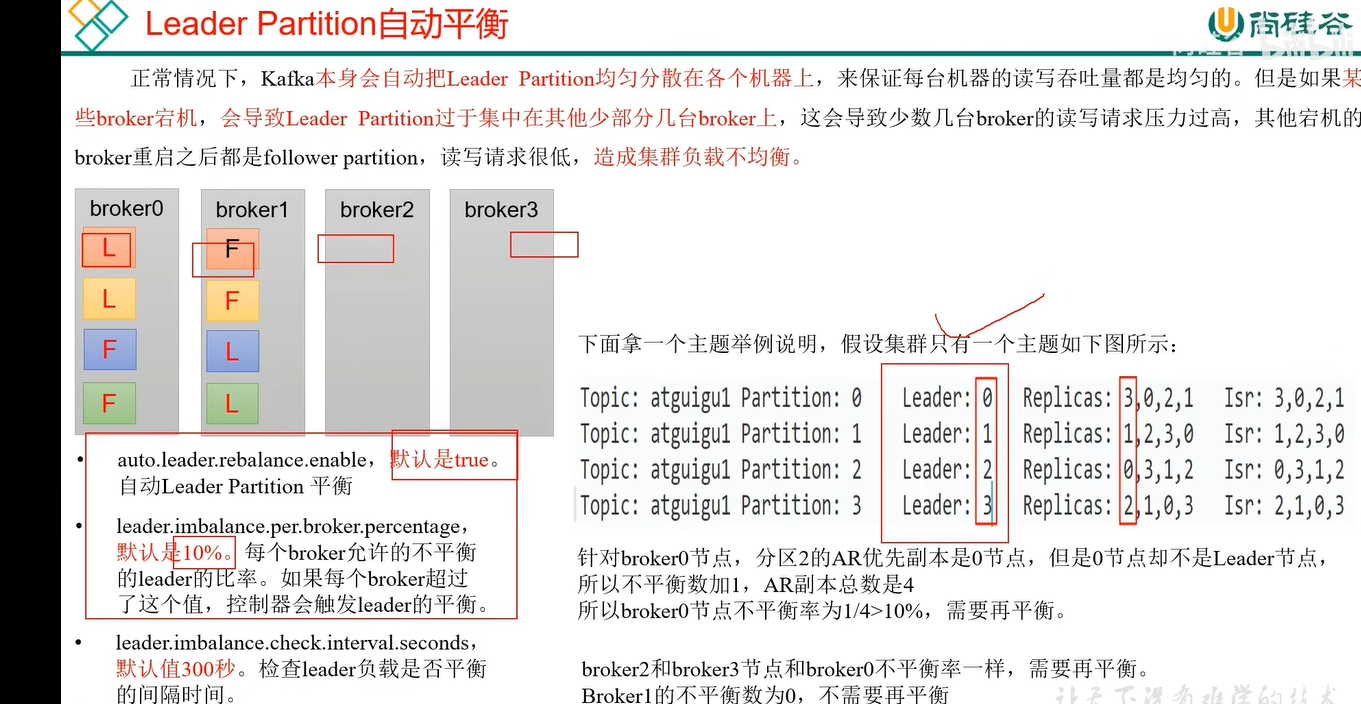 Leader Partition自动平衡
尚硅谷
bilibili
正常情况下，Kafka本身会自动把Leader Partition均匀分散在各个机器上，来保证每台机器的读写吞吐量都是均匀的。但是如果某
些broker宕机，会导致Leader Partition过于集中在其他少部分几台broker上，这会导致少数几台broker的读写请求压力过高，其他宕机的
broker重启之后都是follower partition，读写请求很低，造成集群负载不均衡。
broker0 broker1 broker2 broker3
L F
L F
F L
F L
auto.leader.rebalance.enable，默认是true。
自动Leader Partition 平衡
leader.imbalance.per.broker.percentage，
默认是10%。每个broker允许的不平衡
的leader的比率。如果每个broker超过
了这个值，控制器会触发leader的平衡。
leader.imbalance.check.interval.seconds，
默认值300秒。检查leader负载是否平衡
的间隔时间。
下面拿一个主题举例说明，假设集群只有一个主题如下图所示：
Topic: atguigu1 Partition: 0 Leader: 0 Replicas: 3,0,2,1 Isr: 3,0,2,1
Topic: atguigu1 Partition: 1 Leader: 1 Replicas: 1,2,3,0 Isr: 1,2,3,0
Topic: atguigu1 Partition: 2 Leader: 2 Replicas: 0,3,1,2 Isr: 0,3,1,2
Topic: atguigu1 Partition: 3 Leader: 3 Replicas: 2,1,0,3 Isr: 2,1,0,3
针对broker0节点，分区2的AR优先副本是0节点，但是0节点却不是Leader节点，
所以不平衡数加1，AR副本总数是4
所以broker0节点不平衡率为1/4>10%，需要再平衡。
broker2和broker3节点和broker0不平衡率一样，需要再平衡。
Broker1的不平衡数为0，不需要再平衡
让天下没有难学的技术